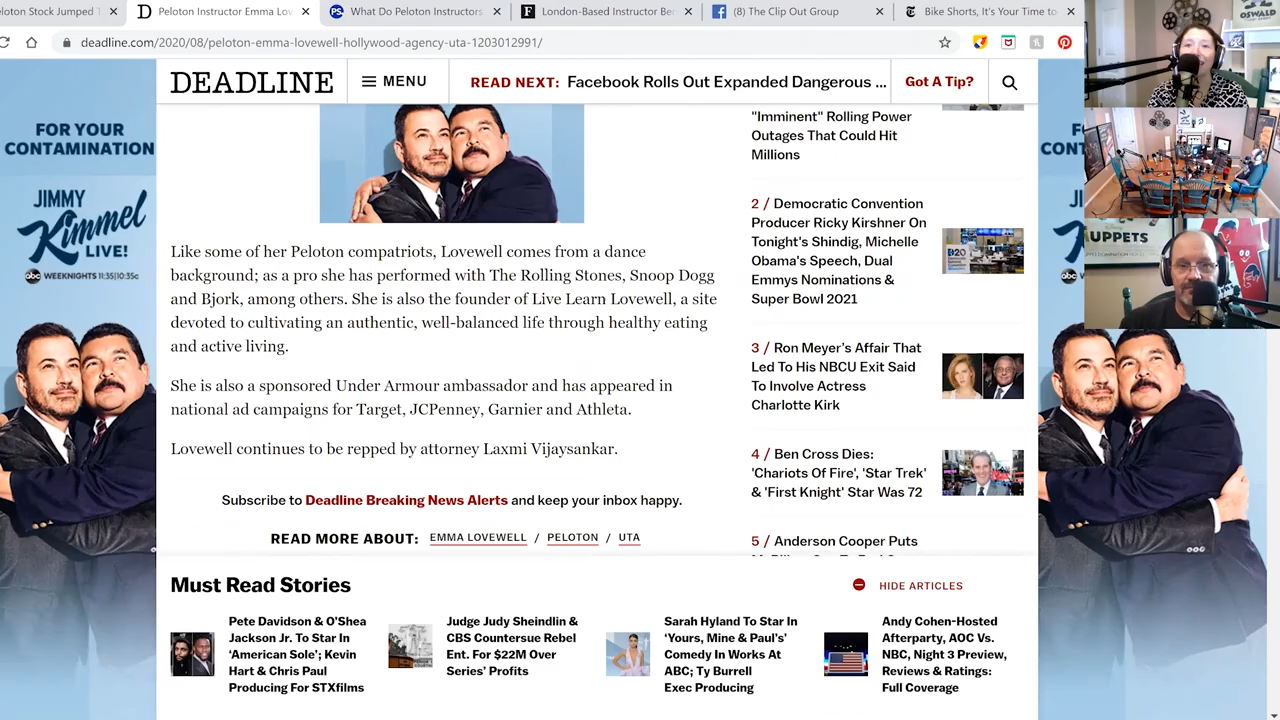 eloton Stock Jumped T
Peloton Instructor Emma Lov
What Do Peloton Instructors
London-Based Instructor Ber
(8) The Clip Out Group
Bike Shorts, It's Your Time to
deadline.com/2020/08/peloton-emma-lovewell-hollywood-agency-uta-
DEADLINE
MENU
READ NEXT: Facebook Rolls Out Expanded Dangerous ...
Got A Tip?
FOR YOUR
CONTAMINATION
JIMMY
Kimmel
LIVE!
abc WEEKNIGHTS 11:35|10:35c
Like some of her Peloton companions, Lovewell comes from a dance
background; as a pro she has performed with The Rolling Stones, Snoop Dogg
and Bjork, among others. She is also the founder of Live Learn Lovewell, a site
devoted to cultivating an authentic, well-balanced life through healthy eating
and active living.
She is also a sponsored Under Armour ambassador and has appeared in
national ad campaigns for Target, JCPenney, Garnier and Athleta.
Lovewell continues to be repped by attorney Laxmi Vijaysankar.
Subscribe to Deadline Breaking News Alerts and keep your inbox happy.
READ MORE ABOUT: EMMA LOVEWELL / PELOTON / UTA
"Imminent" Rolling Power
Outages That Could Hit
Millions
2 / Democratic Convention
Producer Ricky Kirshner On
Tonight's Shindig, Michelle
Obama's Speech, Dual
Emmys Nominations &
Super Bowl 2021
3 / Ron Meyer's Affair That
Led To His NBCU Exit Said
To Involve Actress
Charlotte Kirk
4 / Ben Cross Dies:
'Chariots Of Fire', 'Star Trek'
& 'First Knight' Star Was 72
5 / Anderson Cooper Puts
OSWALD
MUPPETS
Must Read Stories
HIDE ARTICLES
Pete Davidson & O'Shea
Jackson Jr. To Star In
'American Sole'; Kevin
Hart & Chris Paul
Producing For STXfilms
Judge Judy Sheindlin &
CBS Countersue Rebel
Ent. For $22M Over
Series' Profits
Sarah Hyland To Star In
'Yours, Mine & Paul's'
Comedy In Works At
ABC; Ty Burrell
Exec Producing
Andy Cohen-Hosted
Afterparty, AOC Vs.
NBC, Night 3 Preview,
Reviews & Ratings:
Full Coverage